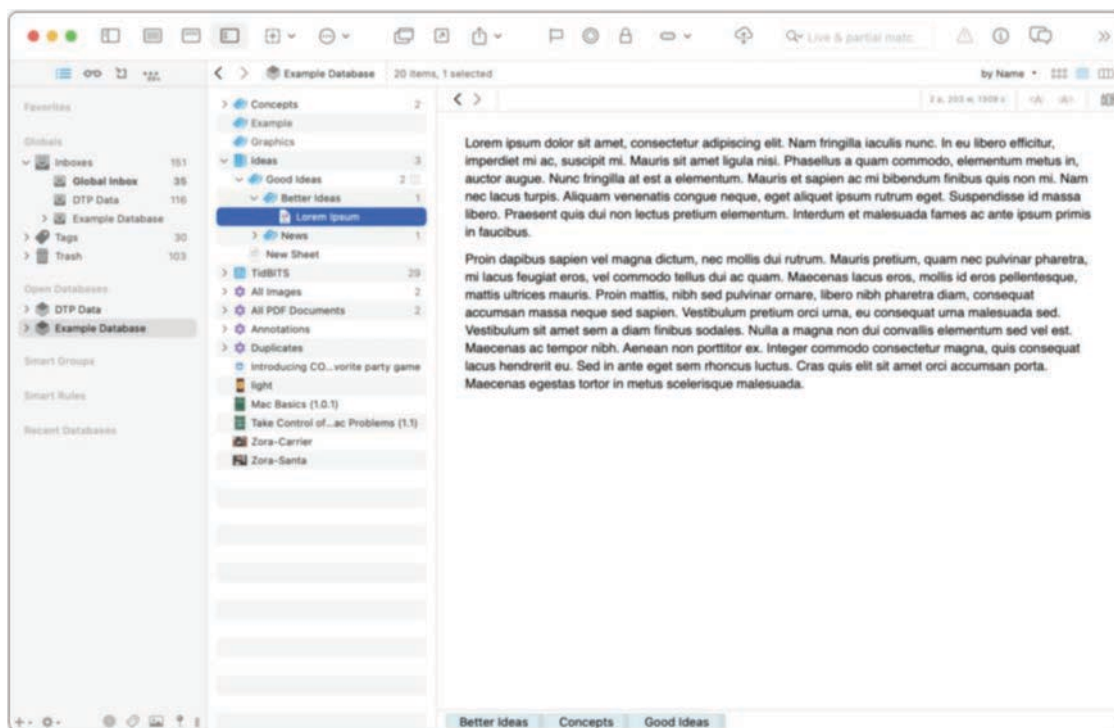 Live & partial matc
Example Database
20 items, 1 selected
by Name
Favorites
Globals
Inboxes 151
Global Inbox 35
DTP Data 116
Example Database
Tags 30
Trash 103
Open Databases
DTP Data
Example Database
Smart Groups
Smart Rules
Recent Databases
Concepts 2
Example
Graphics
Ideas 3
Good Ideas 2
Better Ideas 1
Lorem Ipsum
News 1
New Sheet
TidBITS 29
All Images 2
All PDF Documents 2
Annotations
Duplicates
Introducing CO...vorite party game
light
Mac Basics (1.0.1)
Take Control of...ac Problems (1.1)
Zora-Carrier
Zora-Santa
Lorem ipsum dolor sit amet, consectetur adipiscing elit. Nam fringilla iaculis nunc. In eu libero efficitur,
imperdiet mi ac, suscipit mi. Mauris sit amet ligula nisi. Phasellus a quam commodo, elementum metus in,
auctor augue. Nunc fringilla at est a elementum. Mauris et sapien ac mi bibendum finibus quis non mi. Nam
nec lacus turpis. Aliquam venenatis congue neque, eget aliquet ipsum rutrum eget. Suspendisse id massa
libero. Praesent quis dui non lectus pretium elementum. Interdum et malesuada fames ac ante ipsum primis
in faucibus.
Proin dapibus sapien vel magna dictum, nec mollis dui rutrum. Mauris pretium, quam nec pulvinar pharetra,
mi lacus feugiat eros, vel commodo tellus dui ac quam. Maecenas lacus eros, mollis id eros pellentesque,
mattis ultrices mauris. Proin mattis, nibh sed pulvinar ornare, libero nibh pharetra diam, consequat
accumsan massa neque sed sapien. Vestibulum pretium orci urna, eu consequat urna malesuada sed.
Vestibulum sit amet sem a diam finibus sodales. Nulla a magna non dui convallis elementum sed vel est.
Maecenas ac tempor nibh. Aenean non porttitor ex. Integer commodo consectetur magna, quis consequat
lacus hendrerit eu. Sed in ante eget sem rhoncus luctus. Cras quis elit sit amet orci accumsan porta.
Maecenas egestas tortor in metus scelerisque malesuada.
Better Ideas Concepts Good Ideas